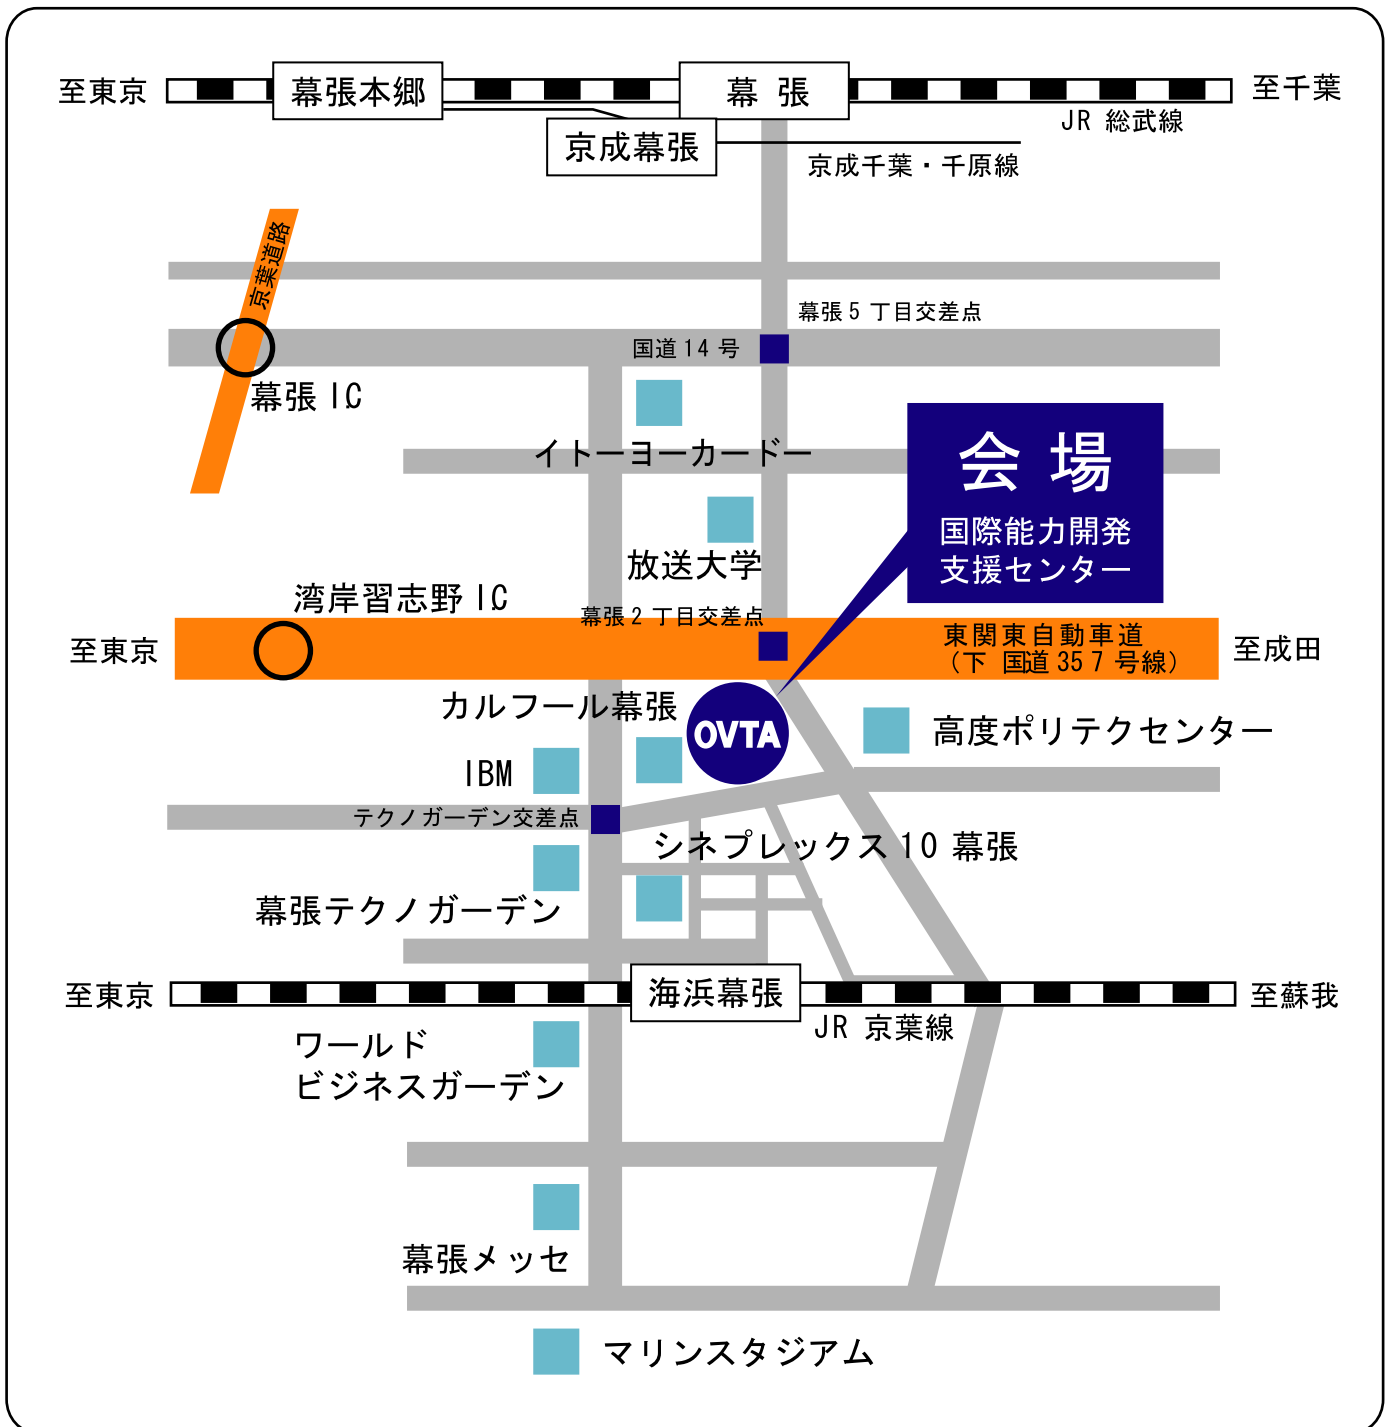 至東京
幕張本郷
幕 張
至千葉
JR 総武線
京成幕張
京成千葉・千原線
京葉道路
幕張5 丁目交差点
国道14 号
幕張 IC
イトーヨーカードー
会 場
国際能力開発
支援センター
放送大学
湾岸習志野 IC
幕張2 丁目交差点
至東京
東関東自動車道
(下 国道357 号線)
至成田
カルフール幕張
OVTA
高度ポリテクセンター
IBM
テクノガーデン交差点
シネプレックス10 幕張
幕張テクノガーデン
至東京
海浜幕張
至蘇我
JR 京葉線
ワールド
ビジネスガーデン
幕張メッセ
マリンスタジアム